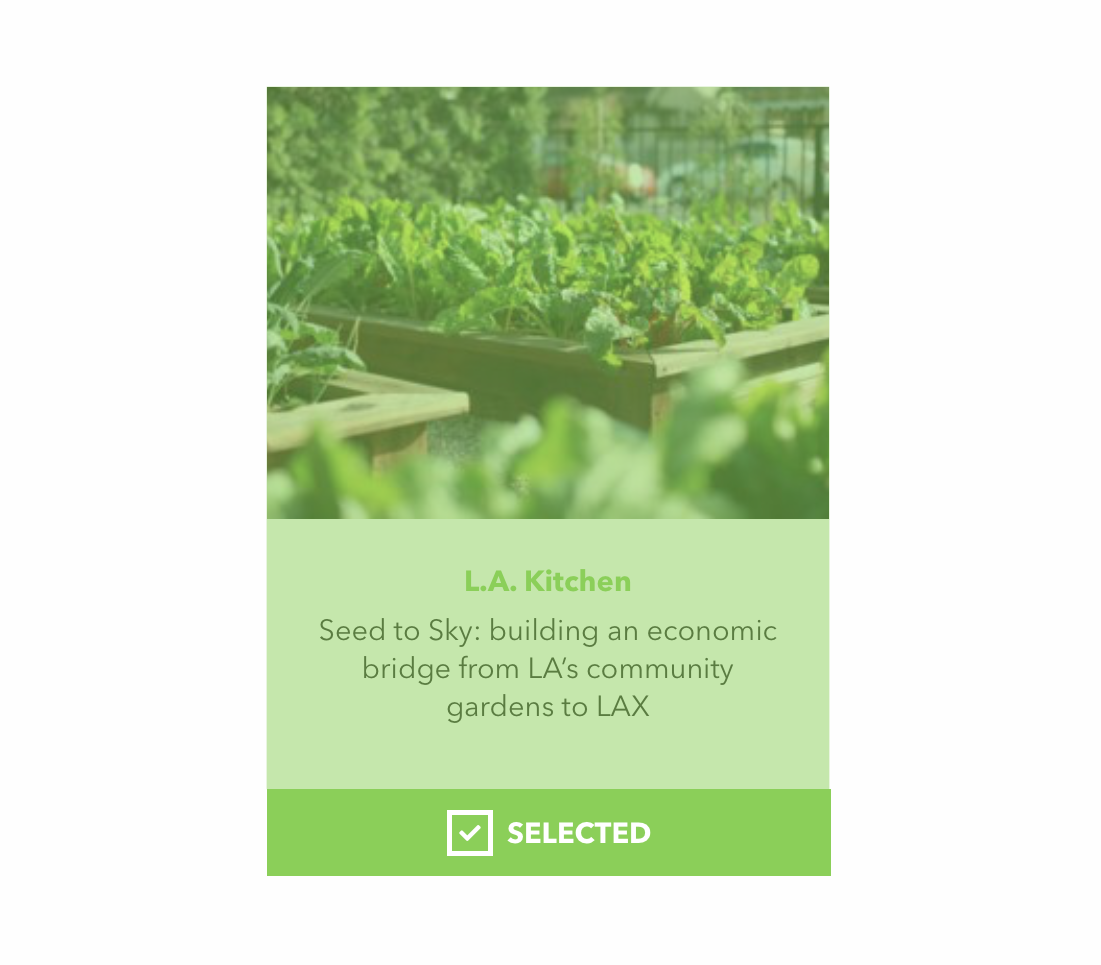 L.A. Kitchen
Seed to Sky: building an economic
bridge from LA’s community
gardens to LAX
SELECTED